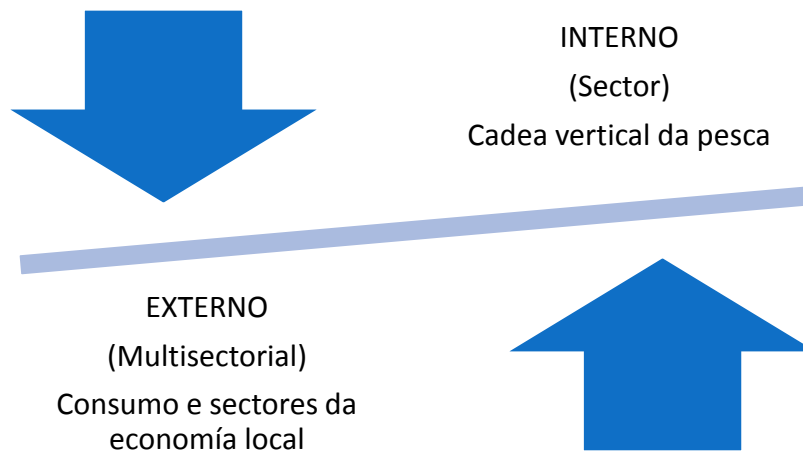 INTERNO
(Sector)
Cadea vertical da pesca
EXTERNO
(Multisectorial)
Consumo e sectores da
economía local